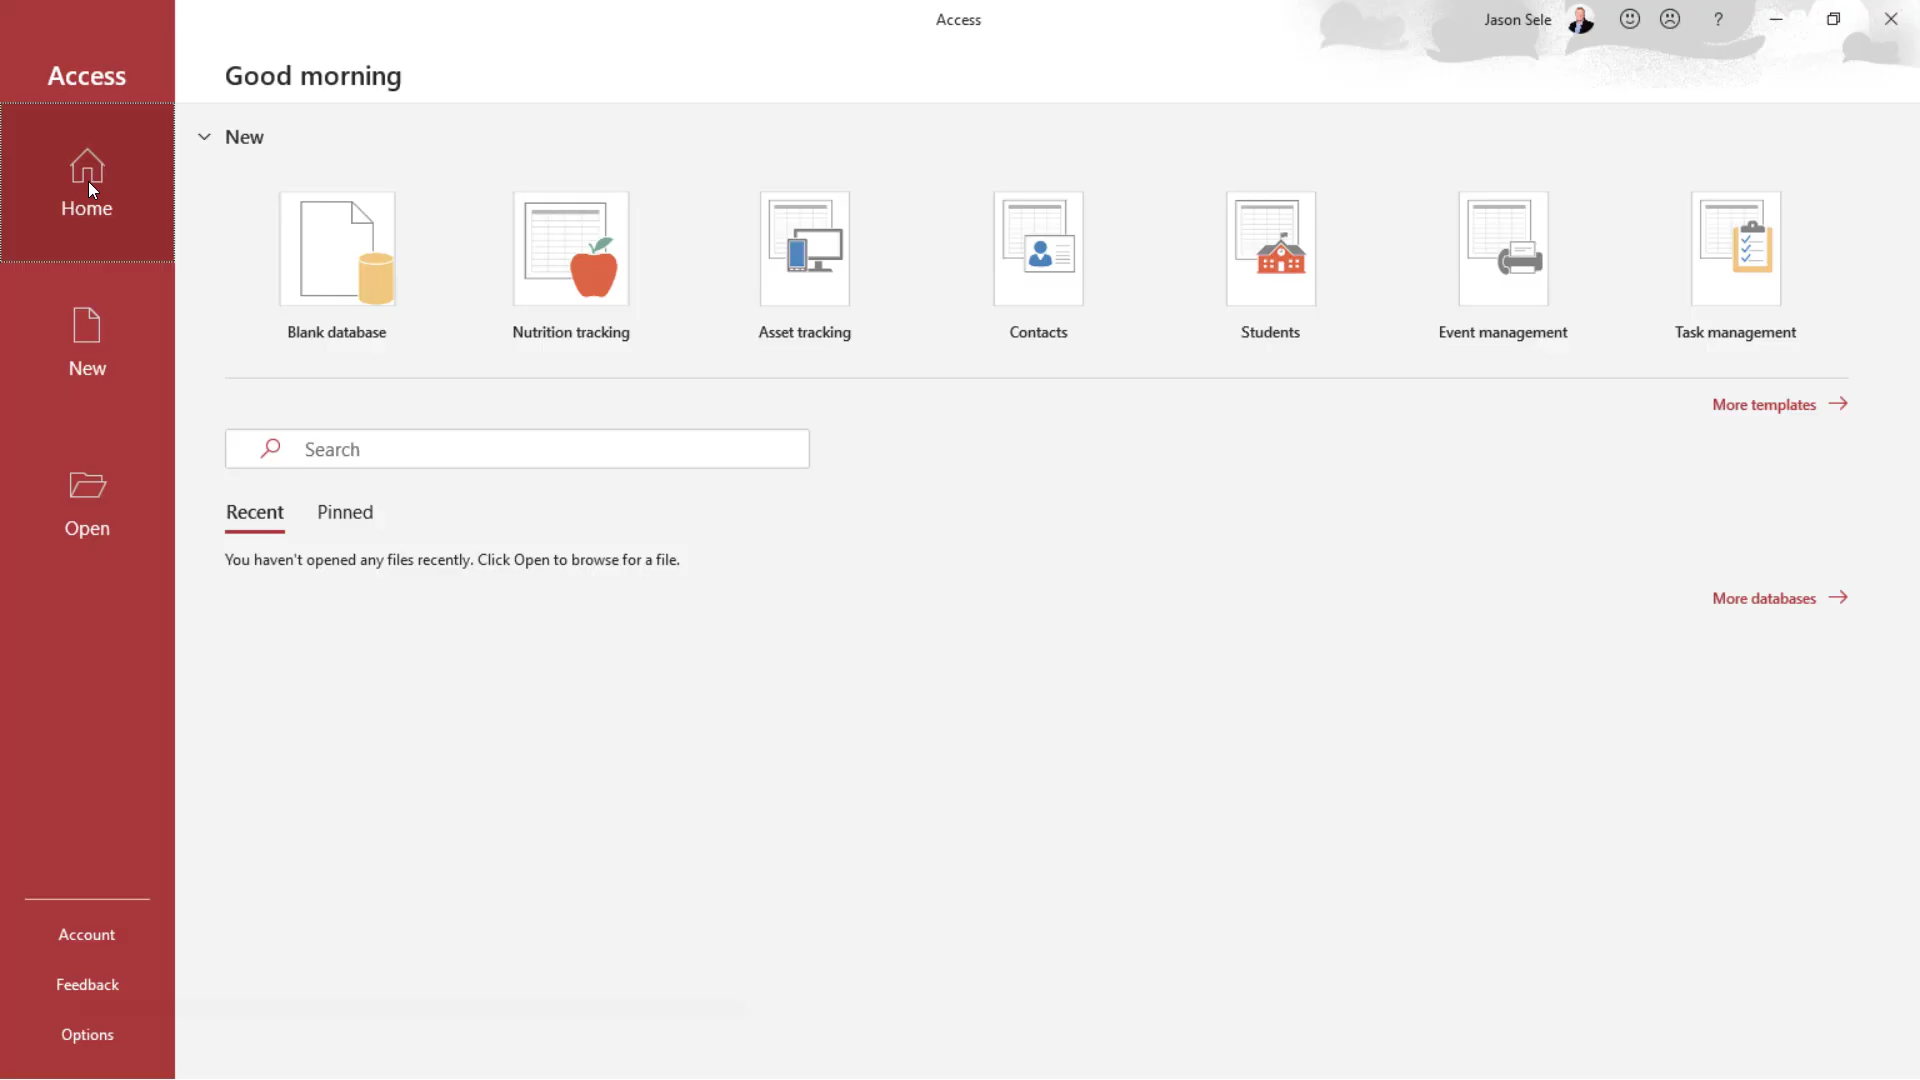 Access
Jason Sele
?
Access
Good morning
Home
New
Open
New
Blank database
Nutrition tracking
Asset tracking
Contacts
Students
Event management
Task management
More templates
Search
Recent Pinned
You haven't opened any files recently. Click Open to browse for a file.
More databases
Account
Feedback
Options